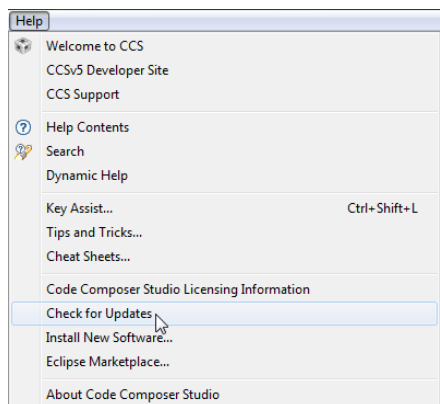 Help
Welcome to CCS
CCSv5 Developer Site
CCS Support
Help Contents
Search
Dynamic Help
Key Assist... Ctrl+Shift+L
Tips and Tricks...
Cheat Sheets...
Code Composer Studio Licensing Information
Check for Updates
Install New Software...
Eclipse Marketplace...
About Code Composer Studio